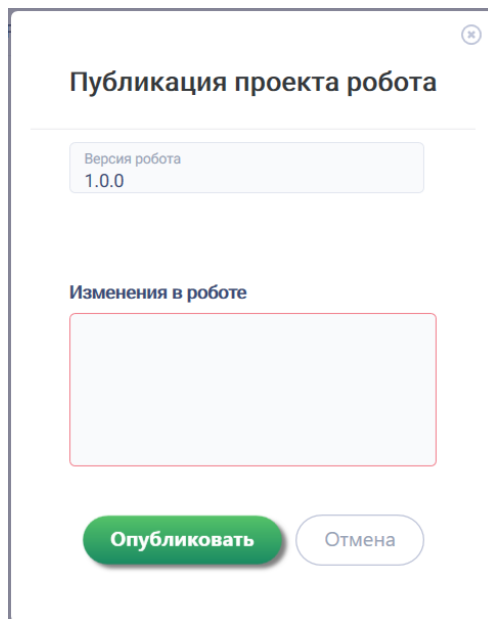 Публикация проекта робота
Версия робота
1.0.0
Изменения в роботе
Опубликовать
Отмена